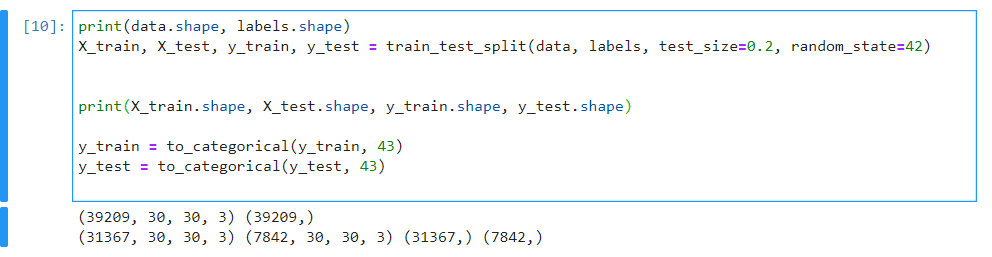 [10]: print(data.shape, labels.shape)
X_train, X_test, y_train, y_test = train_test_split(data, labels, test_size=0.2, random_state=42)
print(X_train.shape, X_test.shape, y_train.shape, y_test.shape)
y_train = to_categorical(y_train, 43)
y_test = to_categorical(y_test, 43)
(39209, 30, 30, 3) (39209,)
(31367, 30, 30, 3) (7842, 30, 30, 3) (31367,) (7842,)